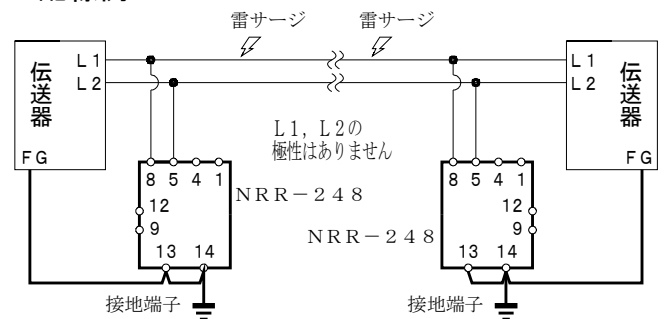 雷サージ 雷サージ
L1 L1
L2 L2
伝送器 伝送器
L1, L2の
極性はありません
FG FG
8 5 4 1 8 5 4 1
NRR-248
12 12
9 9
NRR-248
13 14 13 14
接地端子 接地端子